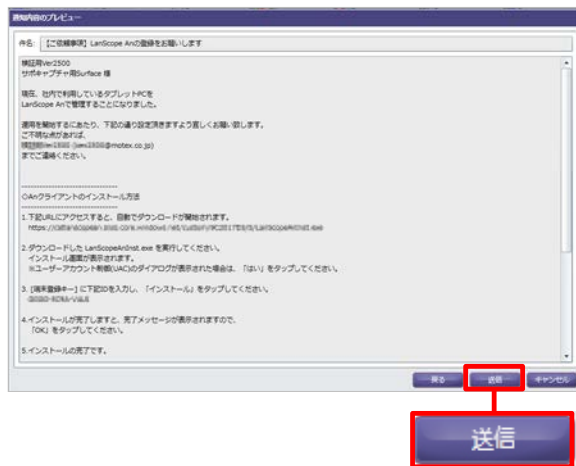 通知内容のプレビュー
件名: 【ご依頼事項】LanScope Anの登録をお願いします
検証用Ver2500
サポキャプチャ用Surface 様
現在、社内で利用しているタブレットPCを
LanScope Anで管理することになりました。
運用を開始するにあたり、下記の通り設定頂きますよう宜しくお願い致します。
ご不明な点があれば、
@motex.co.jp)
までご連絡ください。
------------------------------
◇Anクライアントのインストール方法
------------------------------
1.下記URLにアクセスすると、自動でダウンロードが開始されます。
https://
2.ダウンロードした LanScopeAnInst.exe を実行してください。
インストール画面が表示されます。
※ユーザーアカウント制御(UAC)のダイアログが表示された場合は、「はい」をタップしてください。
3. [端末登録キー] に下記IDを入力し、「インストール」をタップしてください。
4.インストールが完了しますと、完了メッセージが表示されますので、
「OK」をタップしてください。
5.インストールの完了です。
戻る 送信 キャンセル
送信